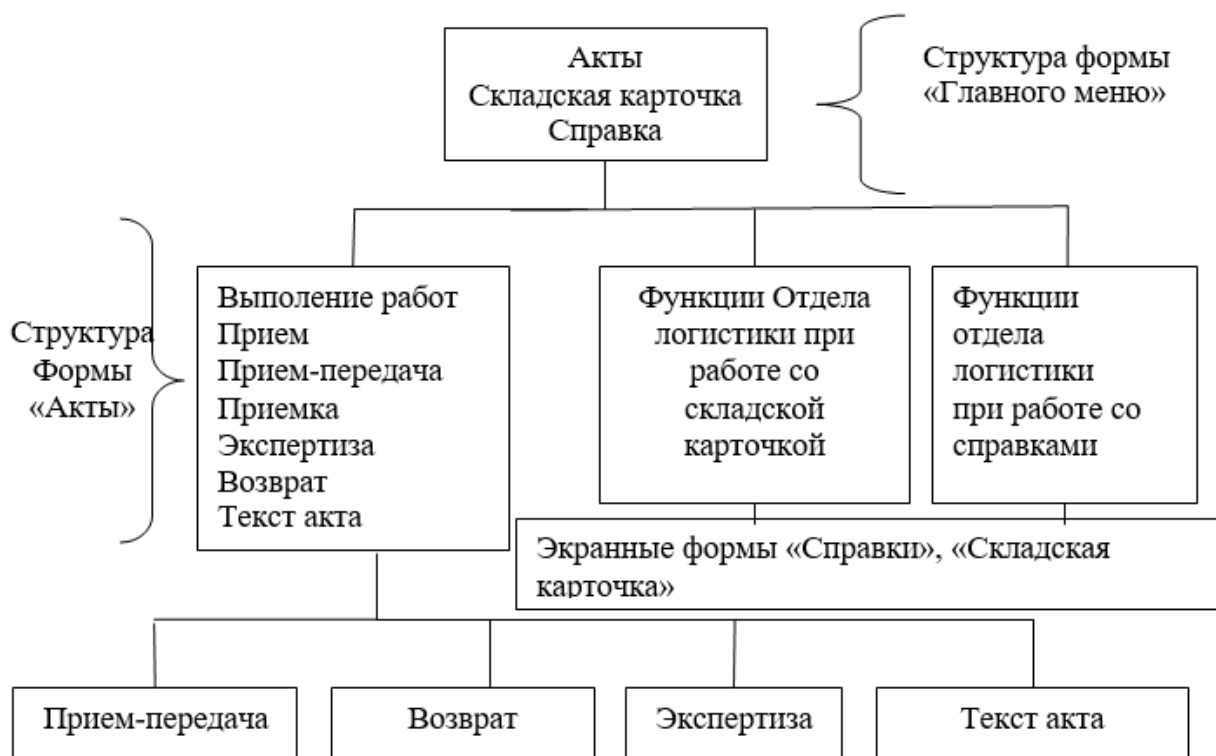 Акты
Складская карточка
Справка
Структура формы
«Главного меню»
Структура
Формы
«Акты»
Выполение работ
Прием
Прием-передача
Приемка
Экспертиза
Возврат
Текст акта
Функции Отдела
логистики при
работе со
складской
карточкой
Функции
отдела
логистики
при работе со
справками
Экранные формы «Справки», «Складская
карточка»
Прием-передача
Возврат
Экспертиза
Текст акта